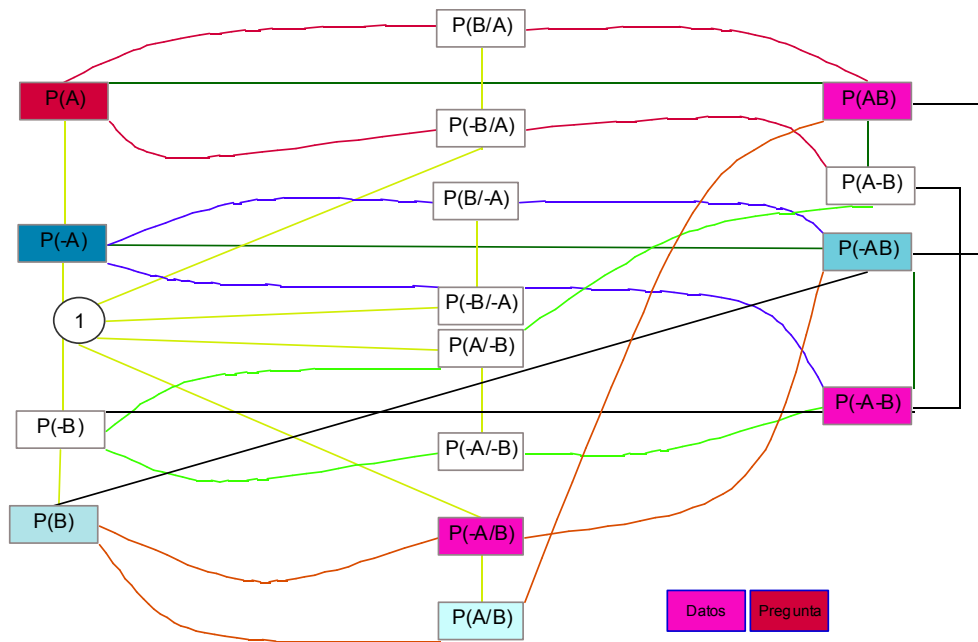 P(B/A)
P(A)
P(AB)
P(-B/A)
P(A-B)
P(B/-A)
P(-A)
P(-AB)
P(-B/-A)
1
P(A/-B)
P(-A-B)
P(-B)
P(-A/-B)
P(B)
P(-A/B)
P(A/B)
Datos
Pregunta